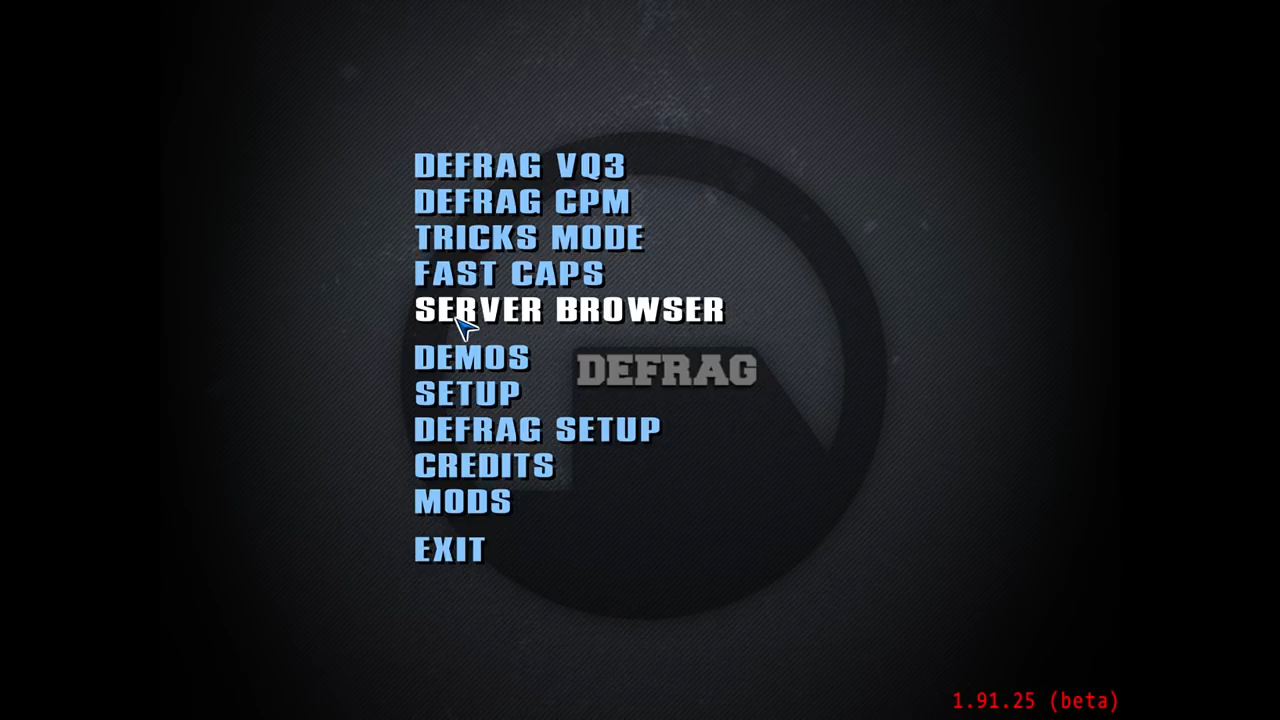 DEFRAG VQ3
DEFRAG CPM
TRICKS MODE
FAST CAPS
SERVER BROWSER
DEMOS
DEFRAG
SETUP
DEFRAG SETUP
CREDITS
MODS
EXIT
1.91.25 (beta)